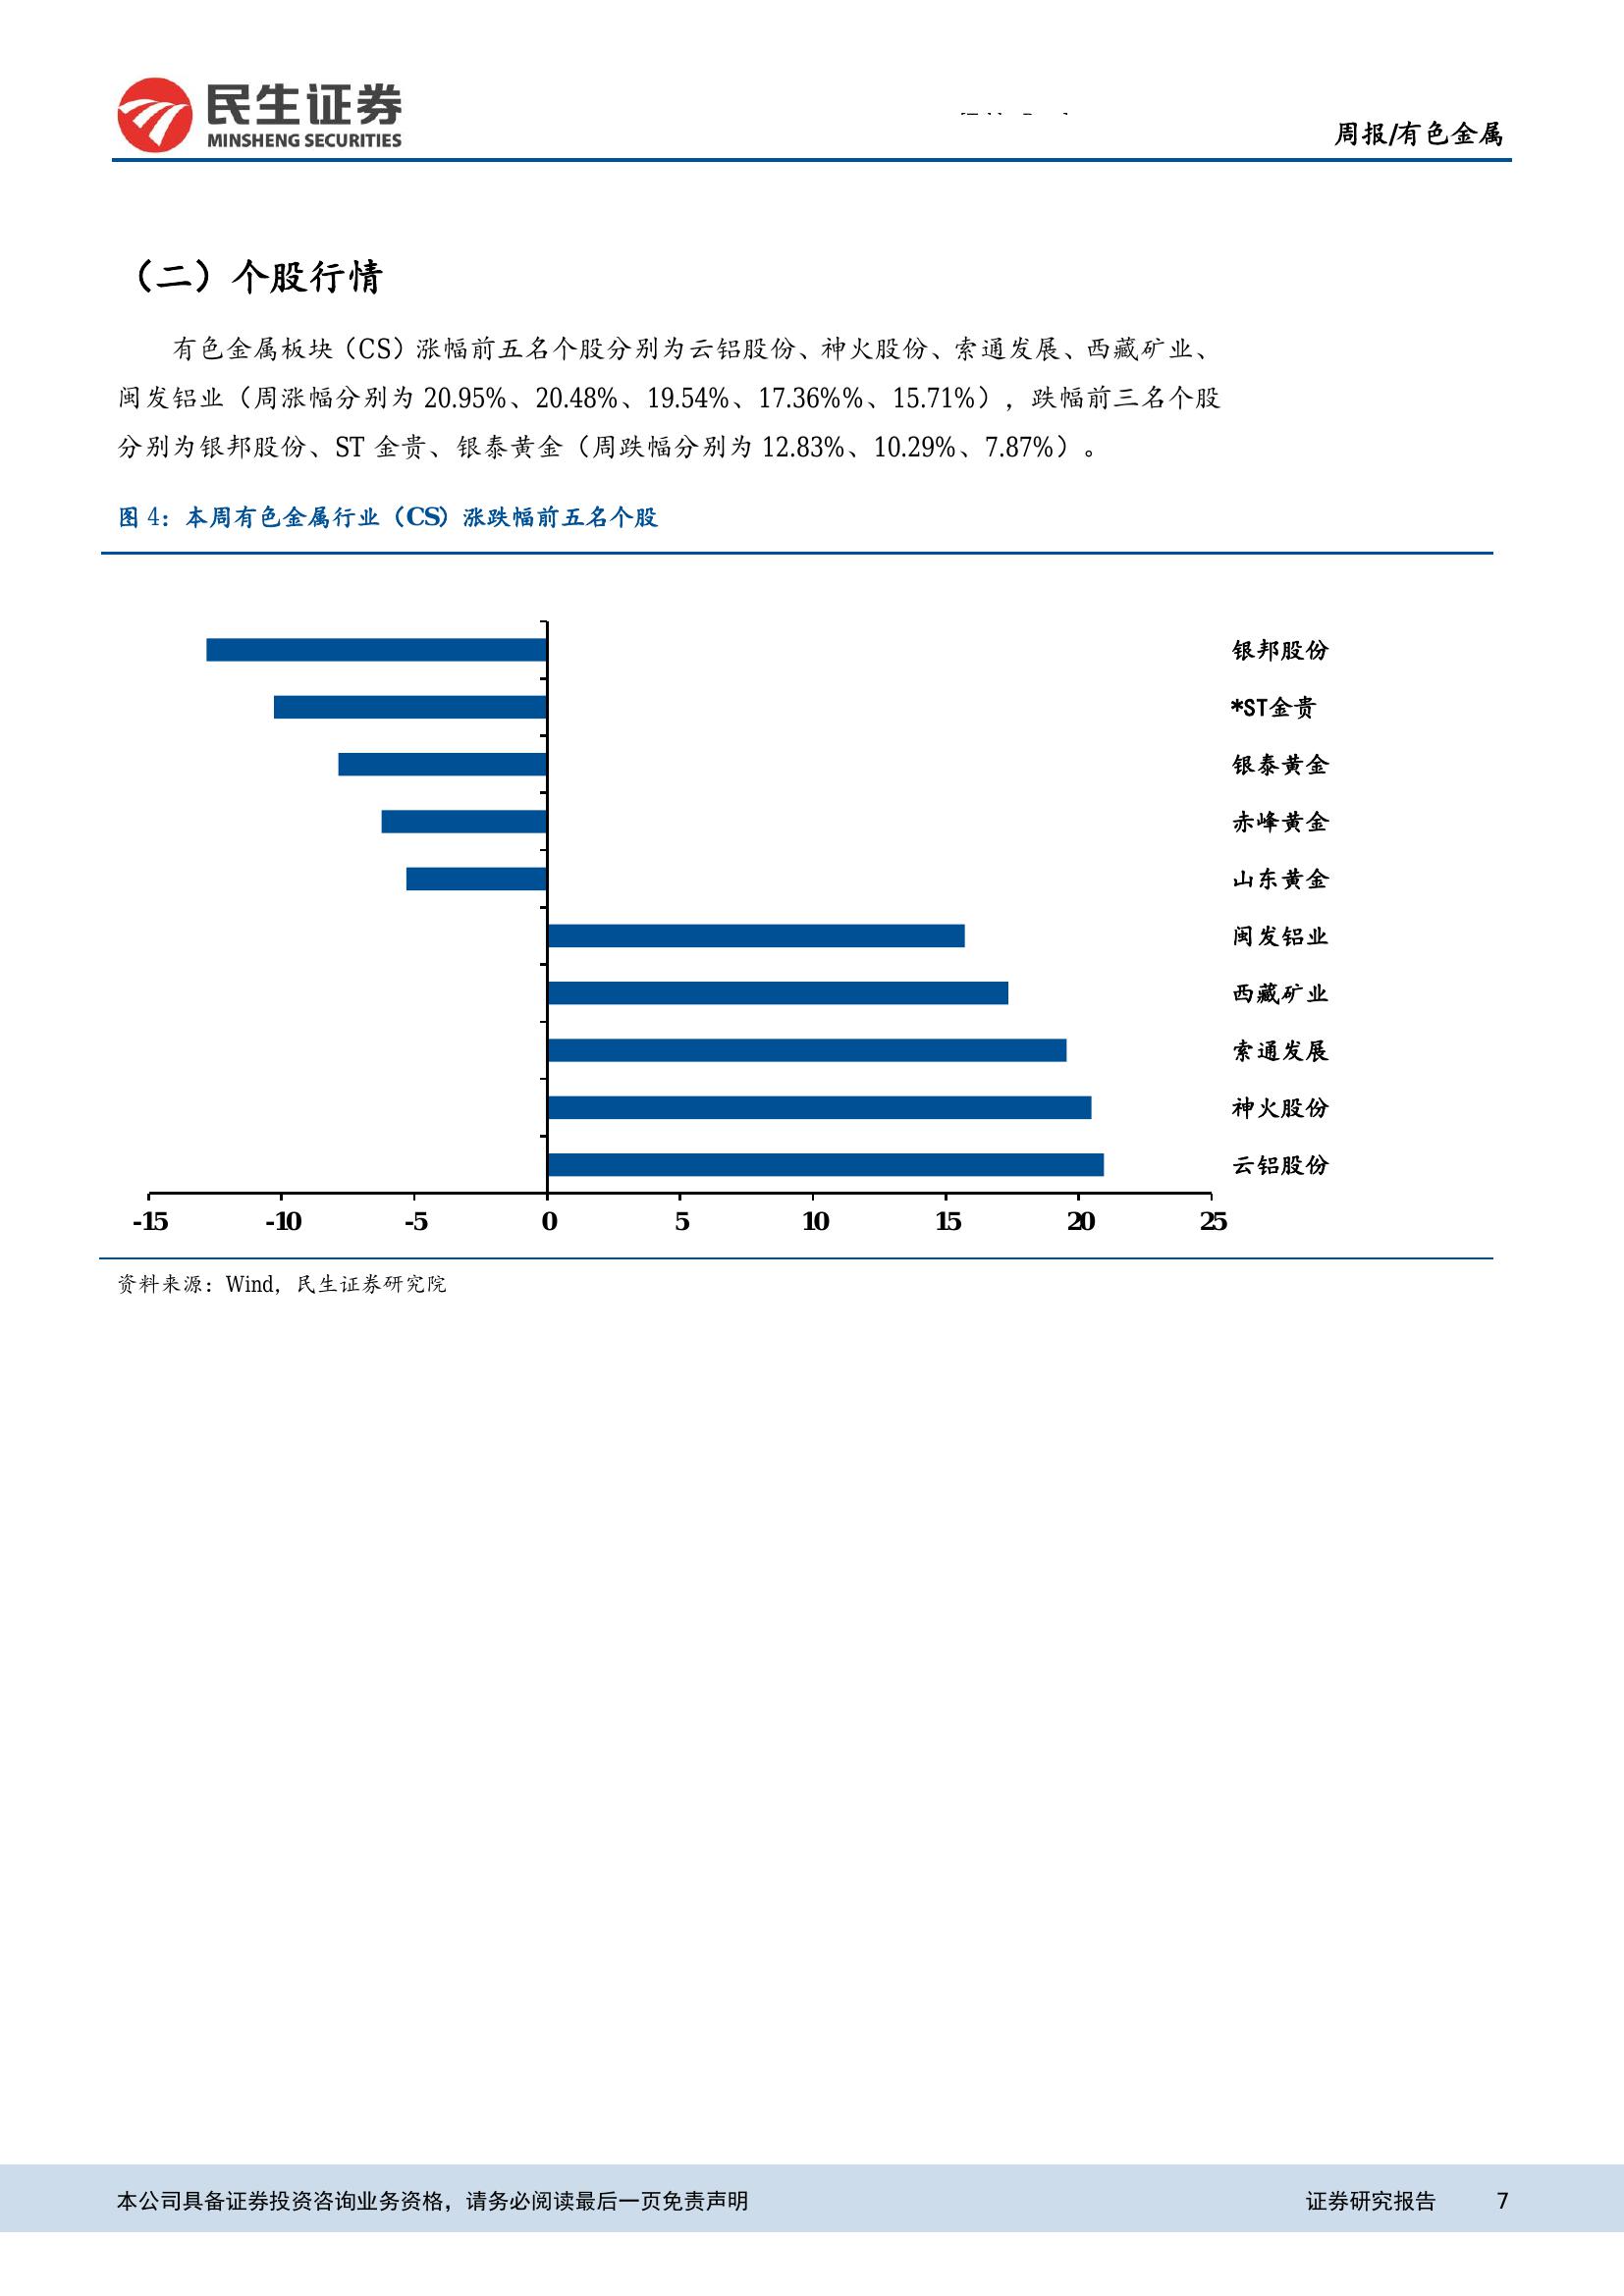 民生证券
MINSHENG SECURITIES
周报/有色金属
（二）个股行情
有色金属板块（CS）涨幅前五名个股分别为云铝股份、神火股份、索通发展、西藏矿业、
闽发铝业（周涨幅分别为 20.95%、20.48%、19.54%、17.36%%、15.71%），跌幅前三名个股
分别为银邦股份、ST 金贵、银泰黄金（周跌幅分别为 12.83%、10.29%、7.87%）。
图 4：本周有色金属行业（CS）涨跌幅前五名个股
银邦股份
*ST金贵
银泰黄金
赤峰黄金
山东黄金
闽发铝业
西藏矿业
索通发展
神火股份
云铝股份
-15 -10 -5 0 5 10 15 20 25
资料来源：Wind，民生证券研究院
本公司具备证券投资咨询业务资格，请务必阅读最后一页免责声明 证券研究报告 7